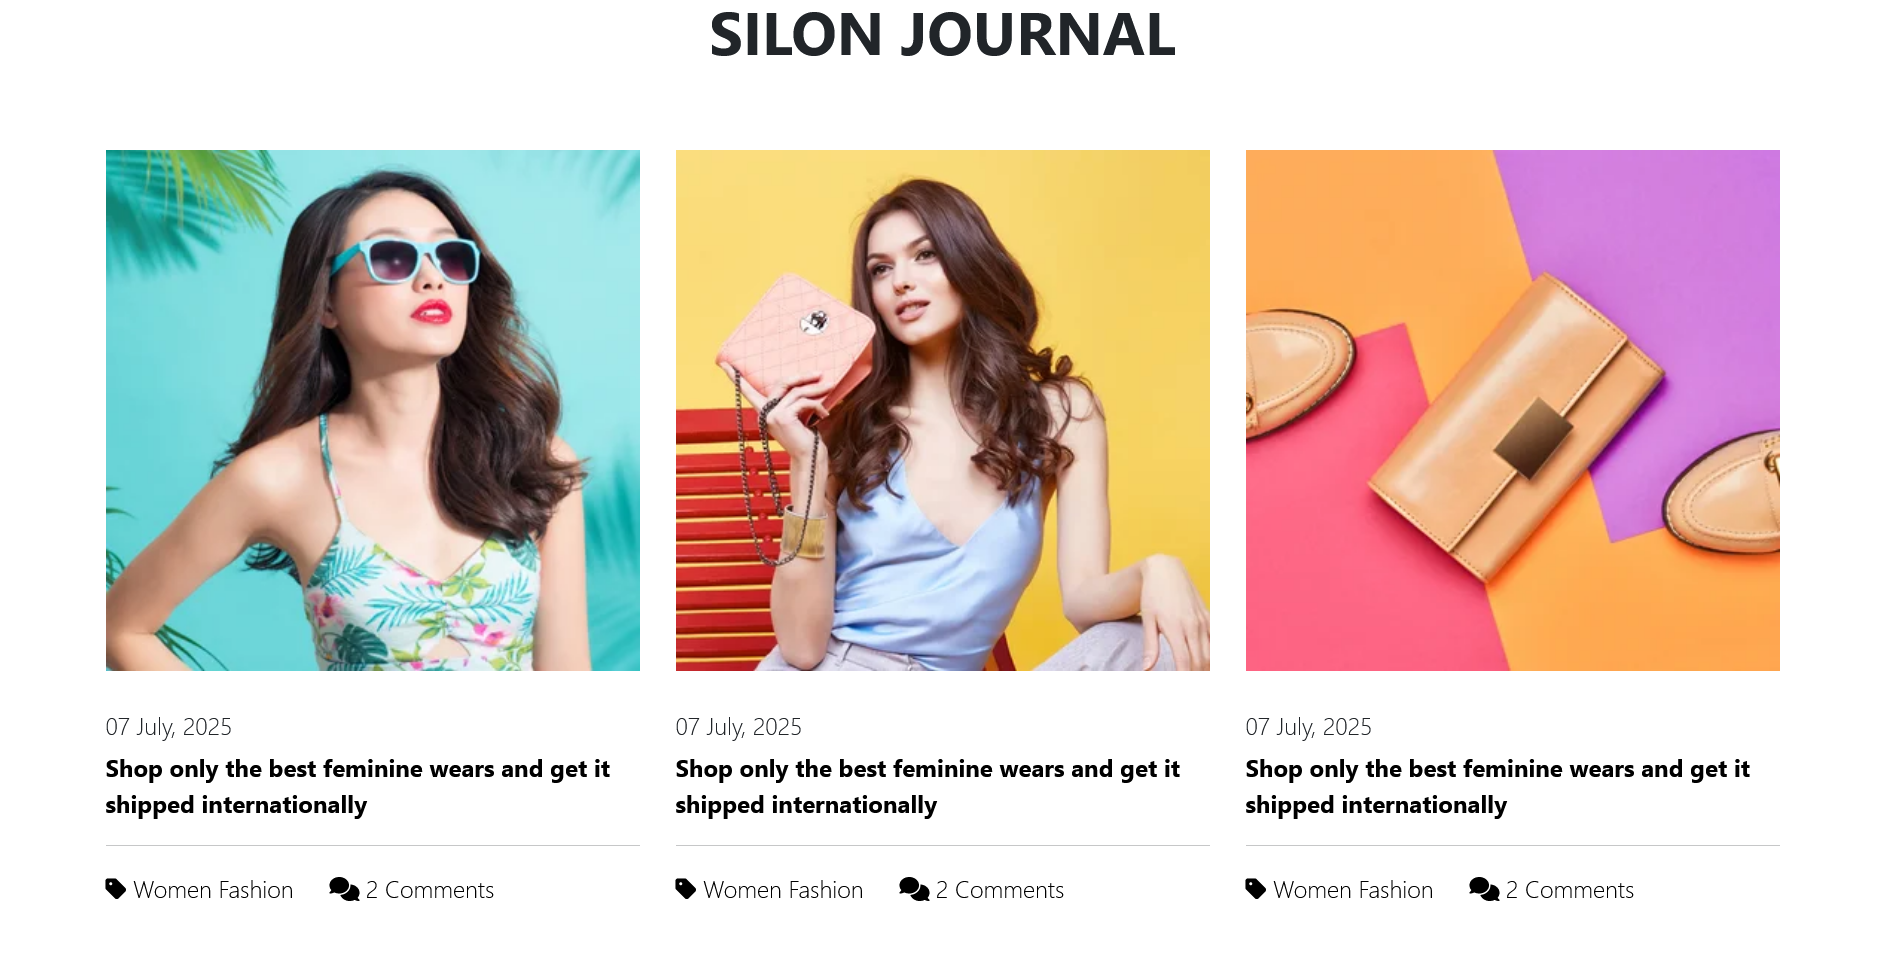 SILON JOURNAL
07 July, 2025
Shop only the best feminine wears and get it
shipped internationally
Women Fashion
2 Comments
07 July, 2025
Shop only the best feminine wears and get it
shipped internationally
Women Fashion
2 Comments
07 July, 2025
Shop only the best feminine wears and get it
shipped internationally
Women Fashion
2 Comments